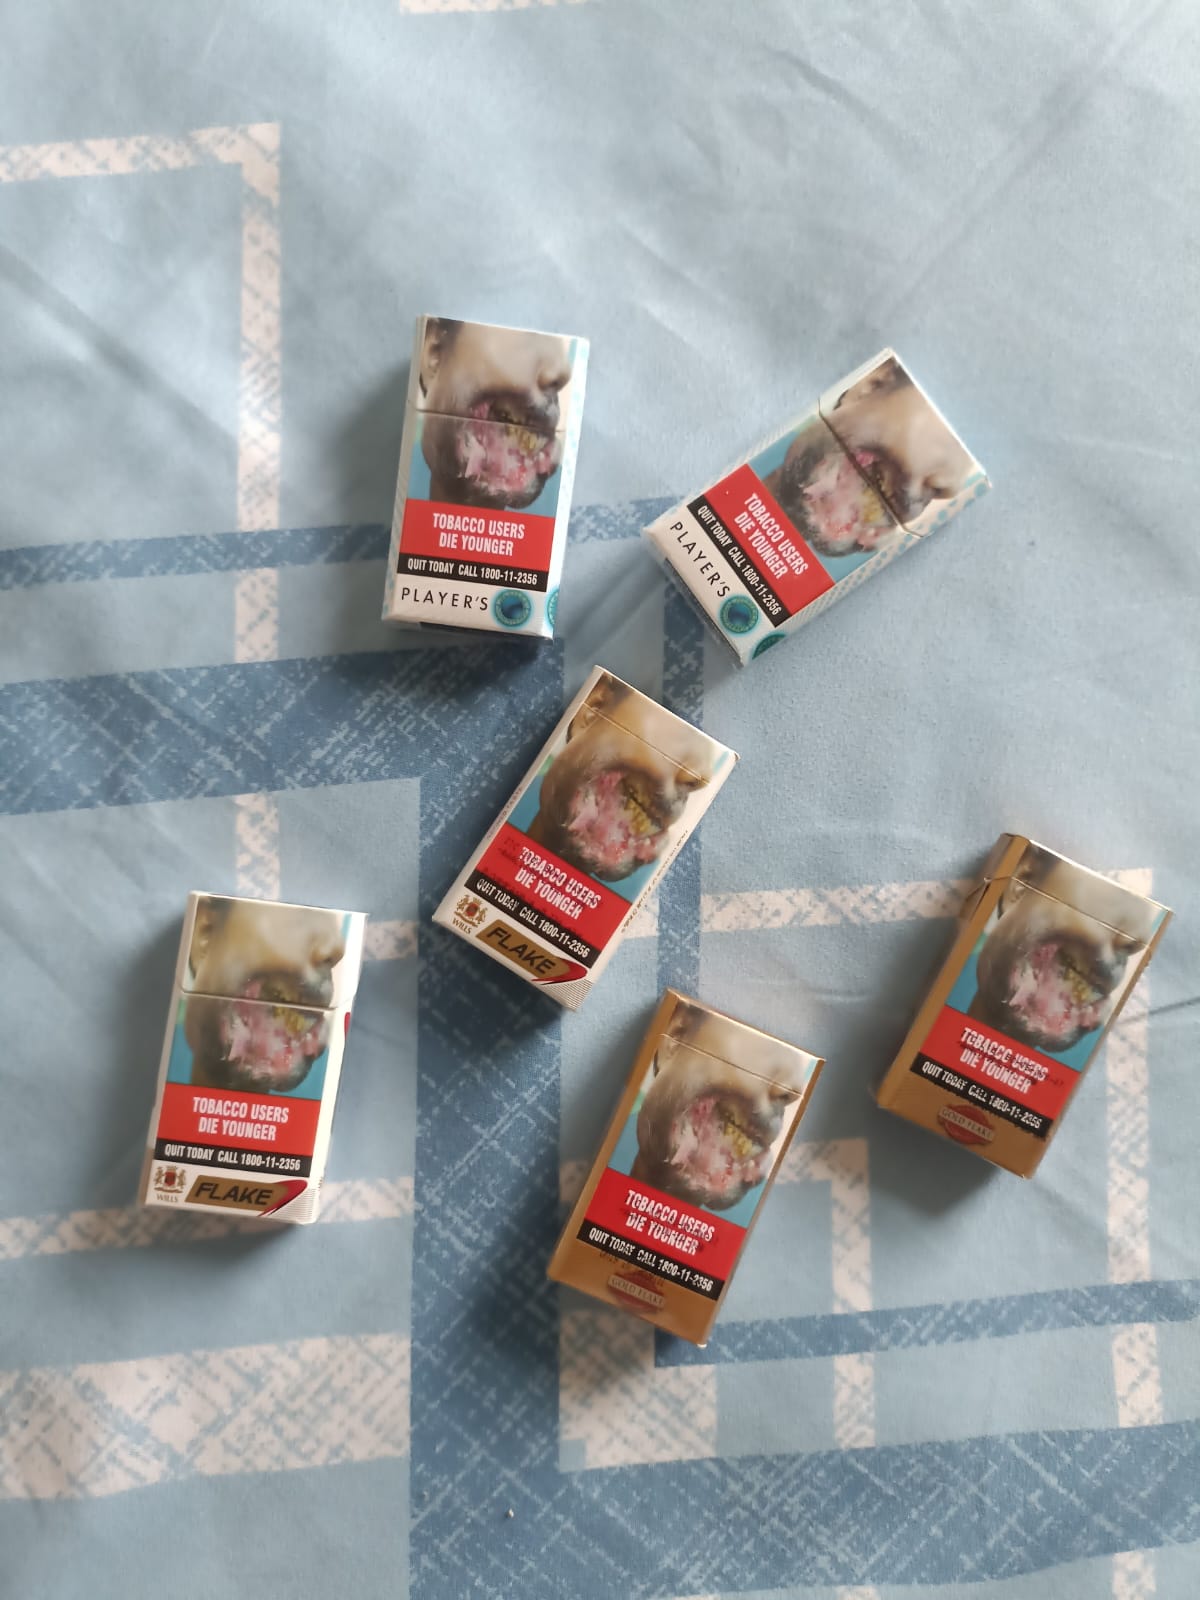 TOBACCO USERS
DIE YOUNGER
QUIT TODAY CALL 1800-11-2356
PLAYER'S
TOBACCO USERS
DIE YOUNGER
QUIT TODAY CALL 1800-11-2356
PLAYER'S
TOBACCO USERS
DIE YOUNGER
QUIT TODAY CALL 1800-11-2356
WILLS
FLAKE
TOBACCO USERS
DIE YOUNGER
QUIT TODAY CALL 1800-11-2356
WILLS
FLAKE
TOBACCO USERS
DIE YOUNGER
QUIT TODAY CALL 1800-11-2356
GOLD FLAKE
TOBACCO USERS
DIE YOUNGER
QUIT TODAY CALL 1800-11-2356
GOLD FLAKE